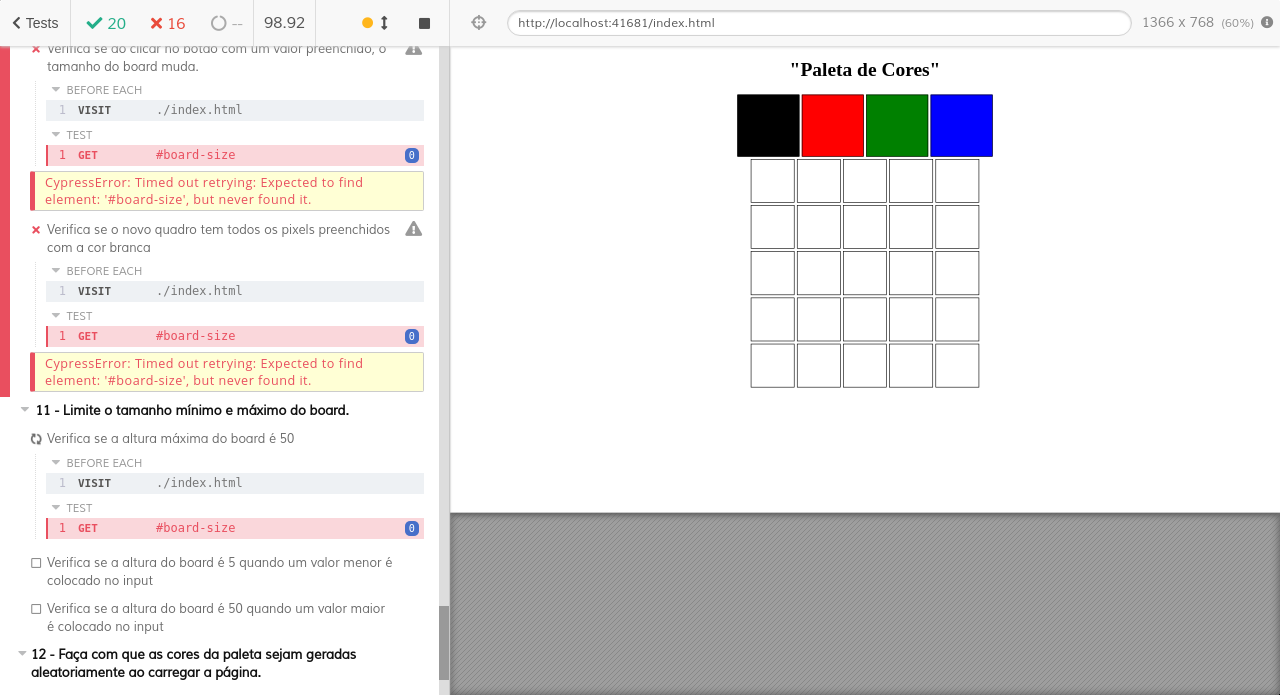 Tests 20 16 -- 98.92
http://localhost:41681/index.html 1366 x 768 (60%)
Verifica se ao clicar no botão com um valor preenchido, o
tamanho do board muda.
BEFORE EACH
1 VISIT ./index.html
TEST
1 GET #board-size 0
CypressError: Timed out retrying: Expected to find
element: '#board-size', but never found it.
Verifica se o novo quadro tem todos os pixels preenchidos
com a cor branca
BEFORE EACH
1 VISIT ./index.html
TEST
1 GET #board-size 0
CypressError: Timed out retrying: Expected to find
element: '#board-size', but never found it.
11 - Limite o tamanho mínimo e máximo do board.
Verifica se a altura máxima do board é 50
BEFORE EACH
1 VISIT ./index.html
TEST
1 GET #board-size 0
Verifica se a altura do board é 5 quando um valor menor é
colocado no input
Verifica se a altura do board é 50 quando um valor maior
é colocado no input
12 - Faça com que as cores da paleta sejam geradas
aleatoriamente ao carregar a página.
"Paleta de Cores"